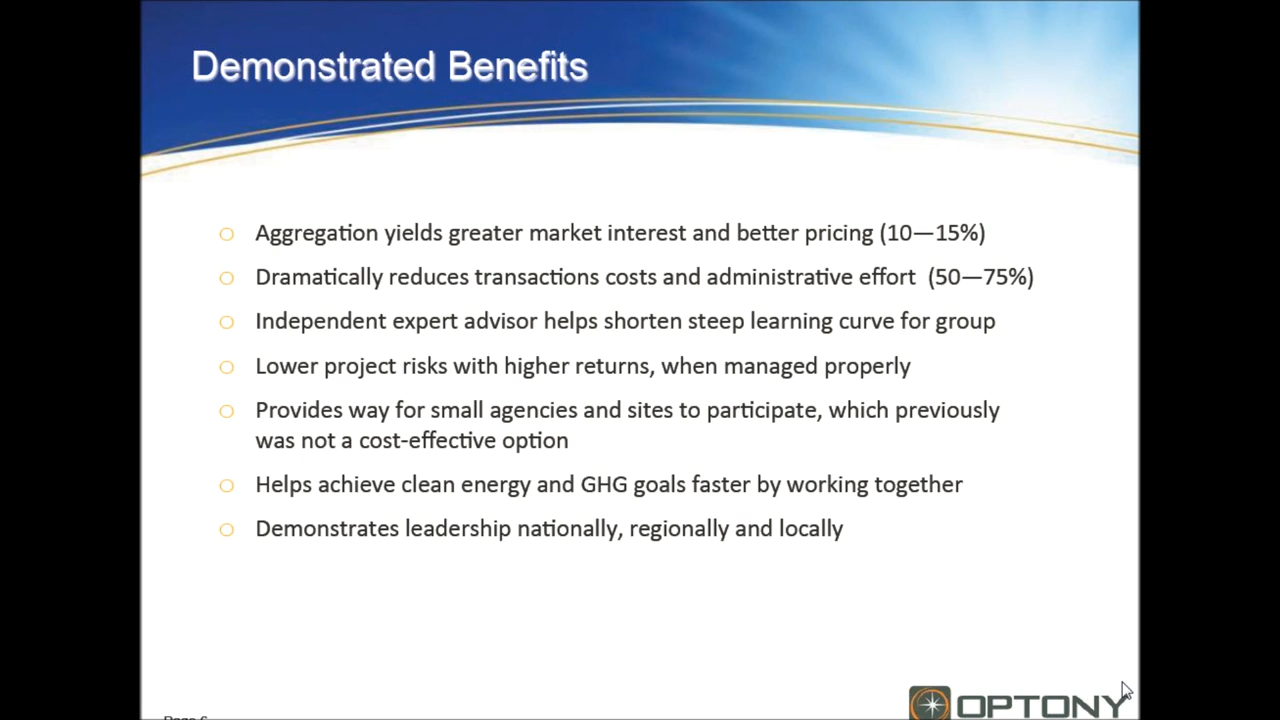 Demonstrated Benefits
Aggregation yields greater market interest and better pricing (10—15%)
Dramatically reduces transactions costs and administrative effort (50—75%)
Independent expert advisor helps shorten steep learning curve for group
Lower project risks with higher returns, when managed properly
Provides way for small agencies and sites to participate, which previously
was not a cost-effective option
Helps achieve clean energy and GHG goals faster by working together
Demonstrates leadership nationally, regionally and locally
OPTONY